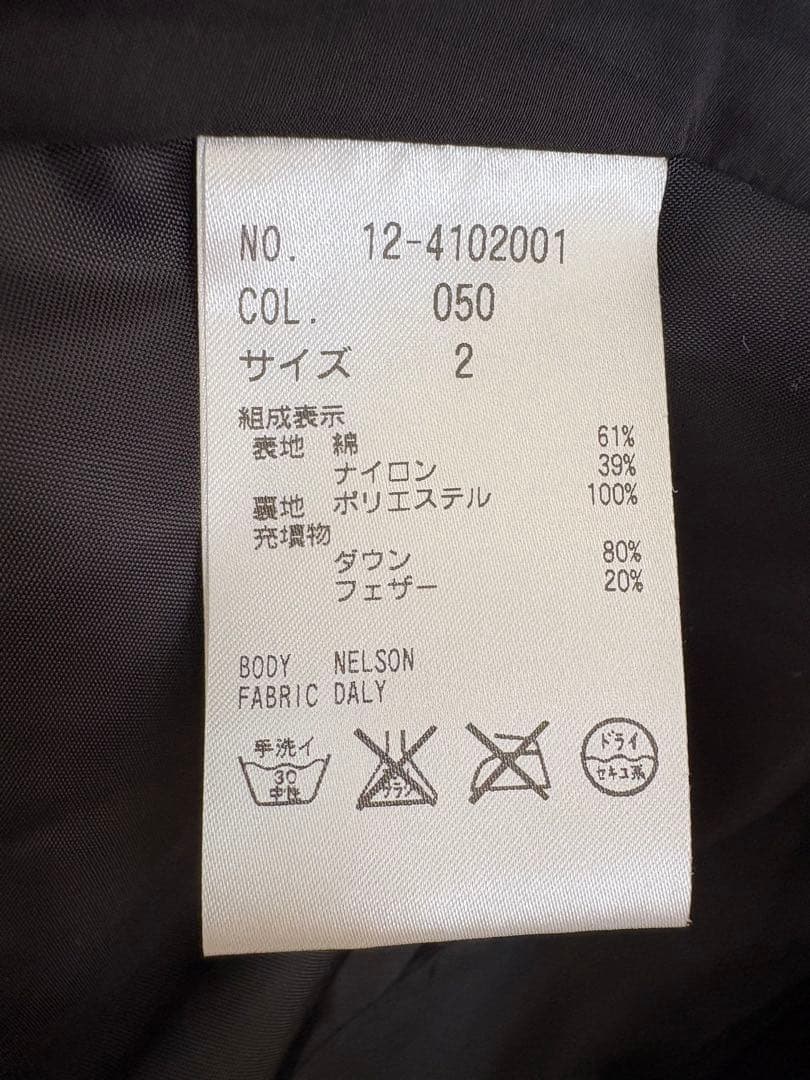 NO. 12-4102001
COL. 050
サイズ 2
組成表示
表地 綿 61%
ナイロン 39%
裏地 ポリエステル 100%
充填物
ダウン 80%
フェザー 20%
BODY NELSON
FABRIC DALY
手洗イ
30
中性
サラシ
ドライ
セキユ系